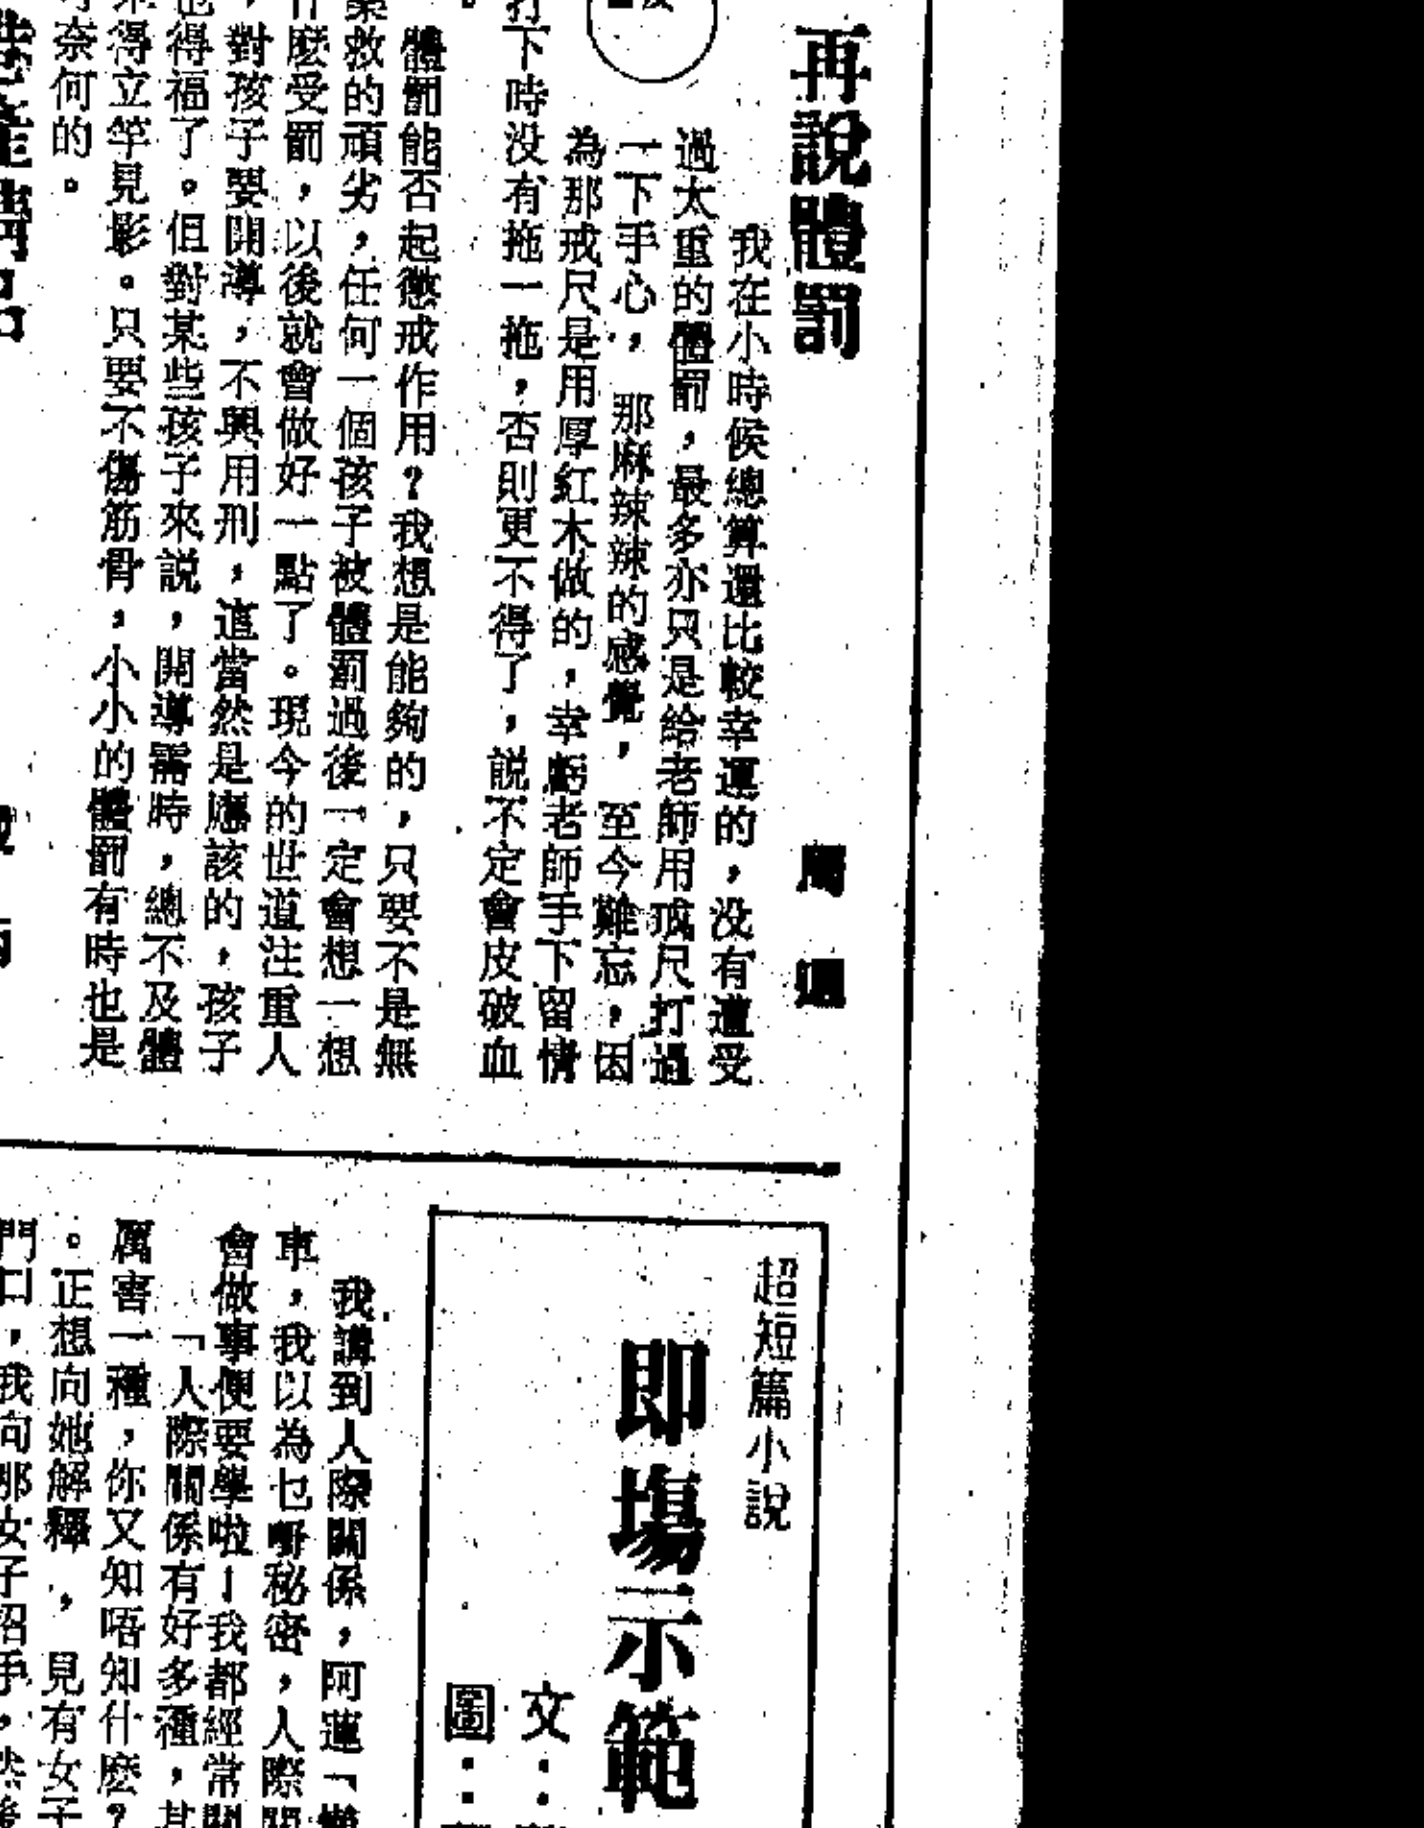 再說體罰
周
我在小時候總算還比較幸運的，没有遭受
過太重的體罰，最多亦只是給老師用戒尺打過
一下手心，那麻辣辣的感覺，至今難忘，因
為那戒尺是用厚紅木做的，幸虧老師手下留情
打下時没有拖一拖，否則更不得了，説不定會皮破血
。
體罰能否起懲戒作用？我想是能夠的，只要不是無
藥救的頑劣，任何一個孩子被體罰過後一定會想一想
什麽受罰，以後就會做好一點了。現今的世道注重人
，對孩子要開導，不興用刑，這當然是應該的，孩子
也得福了。但對某些孩子來説，開導需時，總不及體
來得立竿見影。只要不傷筋骨，小小的體罰有時也是
奈何的。
超短篇小說
即場示範
文：
圖：
我講到人際關係，阿蓮「
車，我以為乜嘢秘密，人際
會做事便要學啦！我都經常
「人際關係有好多種，其
厲害一種，你又知唔知什麽？
。正想向她解釋，見有女子
門口，我向那女子招手，然後